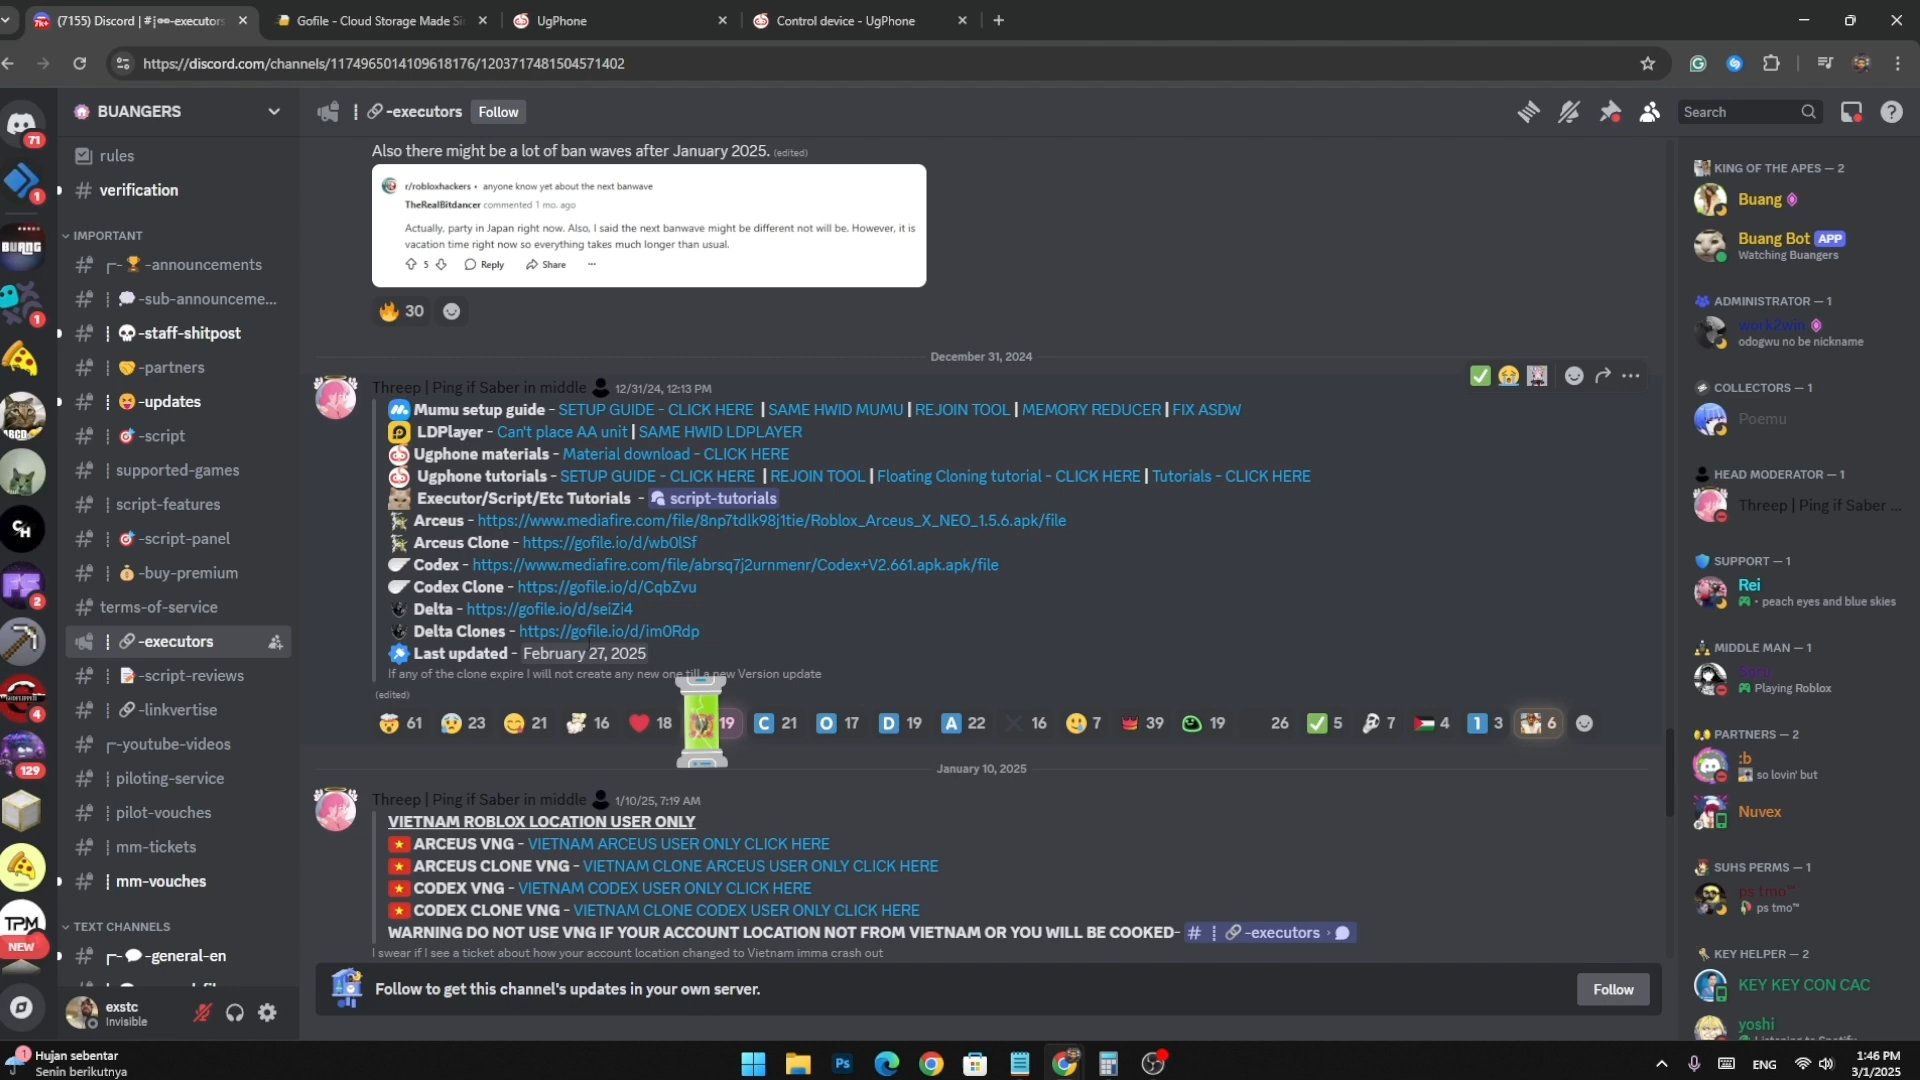 (7155) Discord | #┆🔗-executors
Gofile - Cloud Storage Made Si
UgPhone
Control device - UgPhone
https://discord.com/channels/1174965014109618176/1203717481504571402
BUANGERS
┆🔗-executors
Follow
Search
71
1
BUANG
1
ABCD
CH
2
4
129
TPM
NEW
rules
verification
IMPORTANT
┌-🏆-announcements
┆💭-sub-announceme...
┆💀-staff-shitpost
┆🤝-partners
┆😝-updates
┆🎯-script
┆supported-games
┆script-features
┆🎯-script-panel
┆💰-buy-premium
terms-of-service
┆🔗-executors
┆📝-script-reviews
┆🔗-linkvertise
┌-youtube-videos
┆piloting-service
┆pilot-vouches
┆mm-tickets
┆mm-vouches
TEXT CHANNELS
┌-💬-general-en
exstc
Invisible
Also there might be a lot of ban waves after January 2025. (edited)
r/robloxhackers • anyone know yet about the next banwave
TheRealBitdancer commented 1 mo. ago
Actually, party in Japan right now. Also, I said the next banwave might be different not will be. However, it is
vacation time right now so everything takes much longer than usual.
5
Reply
Share
🔥 30
December 31, 2024
Threep | Ping if Saber in middle 12/31/24, 12:13 PM
Mumu setup guide - SETUP GUIDE - CLICK HERE | SAME HWID MUMU | REJOIN TOOL | MEMORY REDUCER | FIX ASDW
LDPlayer - Can't place AA unit | SAME HWID LDPLAYER
Ugphone materials - Material download - CLICK HERE
Ugphone tutorials - SETUP GUIDE - CLICK HERE | REJOIN TOOL | Floating Cloning tutorial - CLICK HERE | Tutorials - CLICK HERE
Executor/Script/Etc Tutorials - script-tutorials
Arceus - https://www.mediafire.com/file/8np7tdlk98j1tie/Roblox_Arceus_X_NEO_1.5.6.apk/file
Arceus Clone - https://gofile.io/d/wb0lSf
Codex - https://www.mediafire.com/file/abrsq7j2urnmenr/Codex+V2.661.apk.apk/file
Codex Clone - https://gofile.io/d/CqbZvu
Delta - https://gofile.io/d/seiZi4
Delta Clones - https://gofile.io/d/im0Rdp
Last updated - February 27, 2025
If any of the clone expire I will not create any new one till a new Version update
(edited)
61 23 21 16 18 19 C 21 O 17 D 19 A 22 16 7 39 19 26 5 7 4 1 3 6
January 10, 2025
Threep | Ping if Saber in middle 1/10/25, 7:19 AM
VIETNAM ROBLOX LOCATION USER ONLY
ARCEUS VNG - VIETNAM ARCEUS USER ONLY CLICK HERE
ARCEUS CLONE VNG - VIETNAM CLONE ARCEUS USER ONLY CLICK HERE
CODEX VNG - VIETNAM CODEX USER ONLY CLICK HERE
CODEX CLONE VNG - VIETNAM CLONE CODEX USER ONLY CLICK HERE
WARNING DO NOT USE VNG IF YOUR ACCOUNT LOCATION NOT FROM VIETNAM OR YOU WILL BE COOKED- # ┆🔗-executors ›
I swear if I see a ticket about how your account location changed to Vietnam imma crash out
Follow to get this channel's updates in your own server.
Follow
KING OF THE APES — 2
Buang
Buang Bot APP
Watching Buangers
ADMINISTRATOR — 1
work2win
odogwu no be nickname
COLLECTORS — 1
Poemu
HEAD MODERATOR — 1
Threep | Ping if Saber ...
SUPPORT — 1
Rei
• peach eyes and blue skies
MIDDLE MAN — 1
Playing Roblox
PARTNERS — 2
:b
so lovin' but
Nuvex
SUHS PERMS — 1
ps tmo™
ps tmo™
KEY HELPER — 2
KEY KEY CON CAC
yoshi
1
Hujan sebentar
Senin berikutnya
Ps
ENG
1:46 PM
3/1/2025